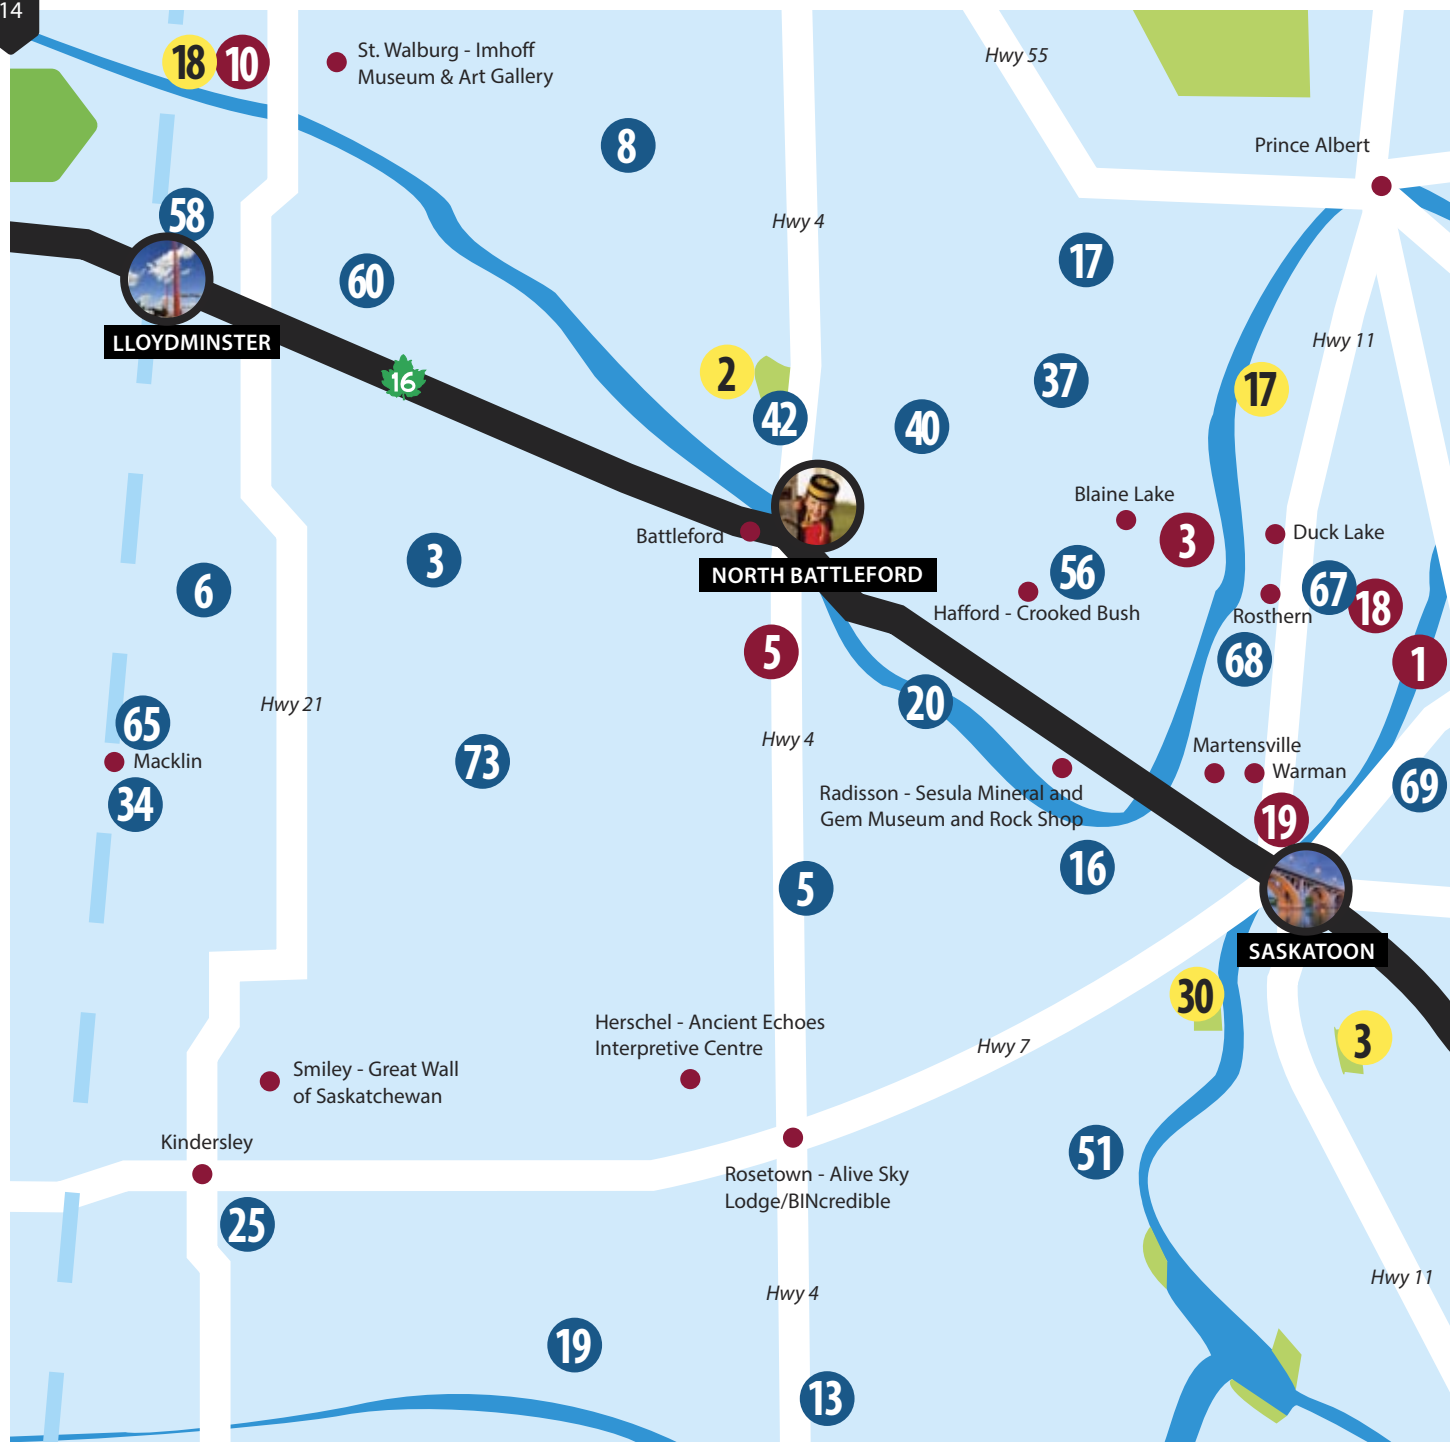 14
18
10
St. Walburg - Imhoff
Museum & Art Gallery
Hwy 55
8
Prince Albert
58
Hwy 4
17
60
LLOYDMINSTER
Hwy 11
16
2
37
17
42
40
Blaine Lake
Battleford
3
Duck Lake
3
NORTH BATTLEFORD
56
6
67
18
Hafford - Crooked Bush
Rosthern
5
68
1
20
Hwy 21
65
Hwy 4
Martensville
Macklin
73
Warman
Radisson - Sesula Mineral and
Gem Museum and Rock Shop
69
34
19
16
5
SASKATOON
30
Herschel - Ancient Echoes
Interpretive Centre
Hwy 7
3
Smiley - Great Wall
of Saskatchewan
Kindersley
51
Rosetown - Alive Sky
Lodge/BINcredible
25
Hwy 11
Hwy 4
19
13